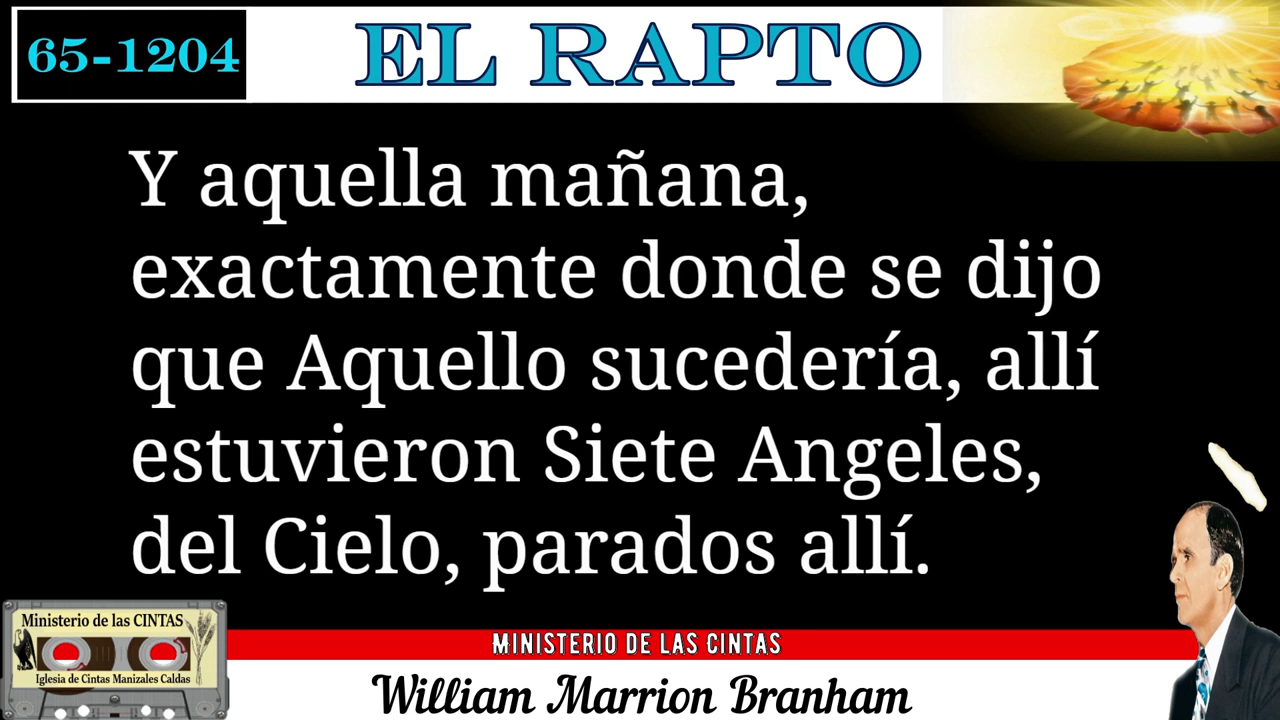 65-1204
EL RAPTO
Y aquella mañana,
exactamente donde se dijo
que Aquello sucedería, allí
estuvieron Siete Angeles,
del Cielo, parados allí.
Ministerio de las CINTAS
Iglesia de Cintas Manizales Caldas
MINISTERIO DE LAS CINTAS
William Marrion Branham